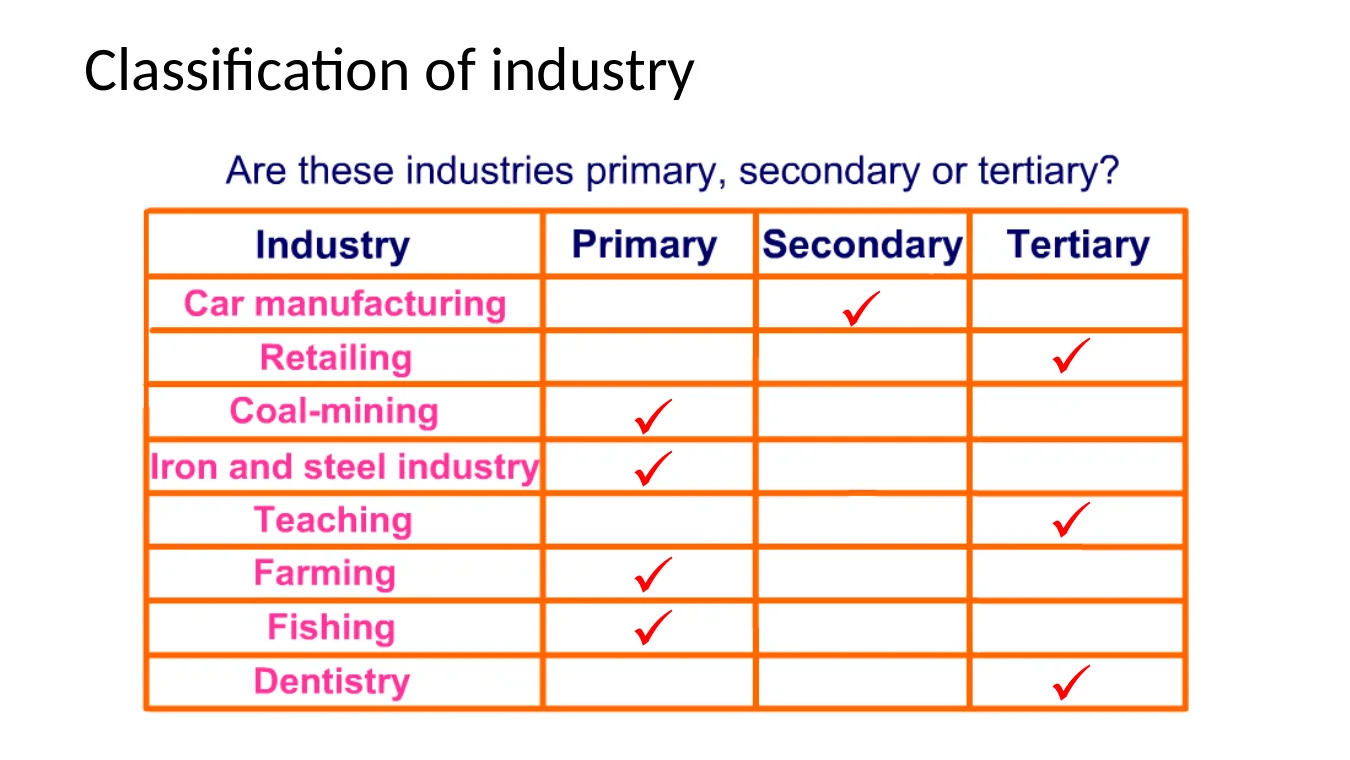 Classification of industry
Are these industries primary, secondary or tertiary?
Industry Primary Secondary Tertiary
Car manufacturing ✓
Retailing ✓
Coal-mining ✓
Iron and steel industry ✓
Teaching ✓
Farming ✓
Fishing ✓
Dentistry ✓